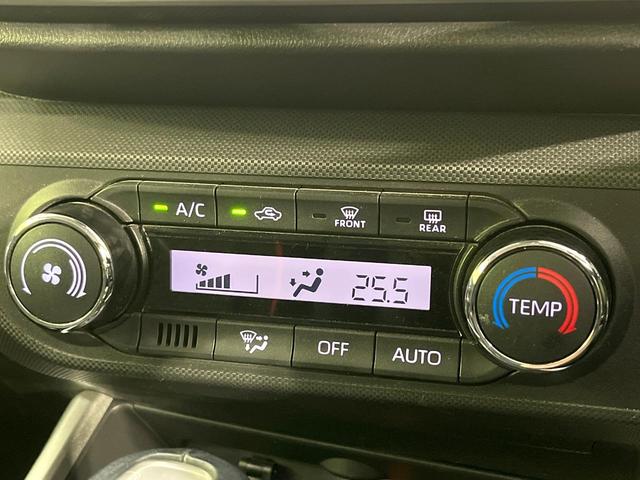 A/C
FRONT
REAR
25.5
TEMP
OFF
AUTO